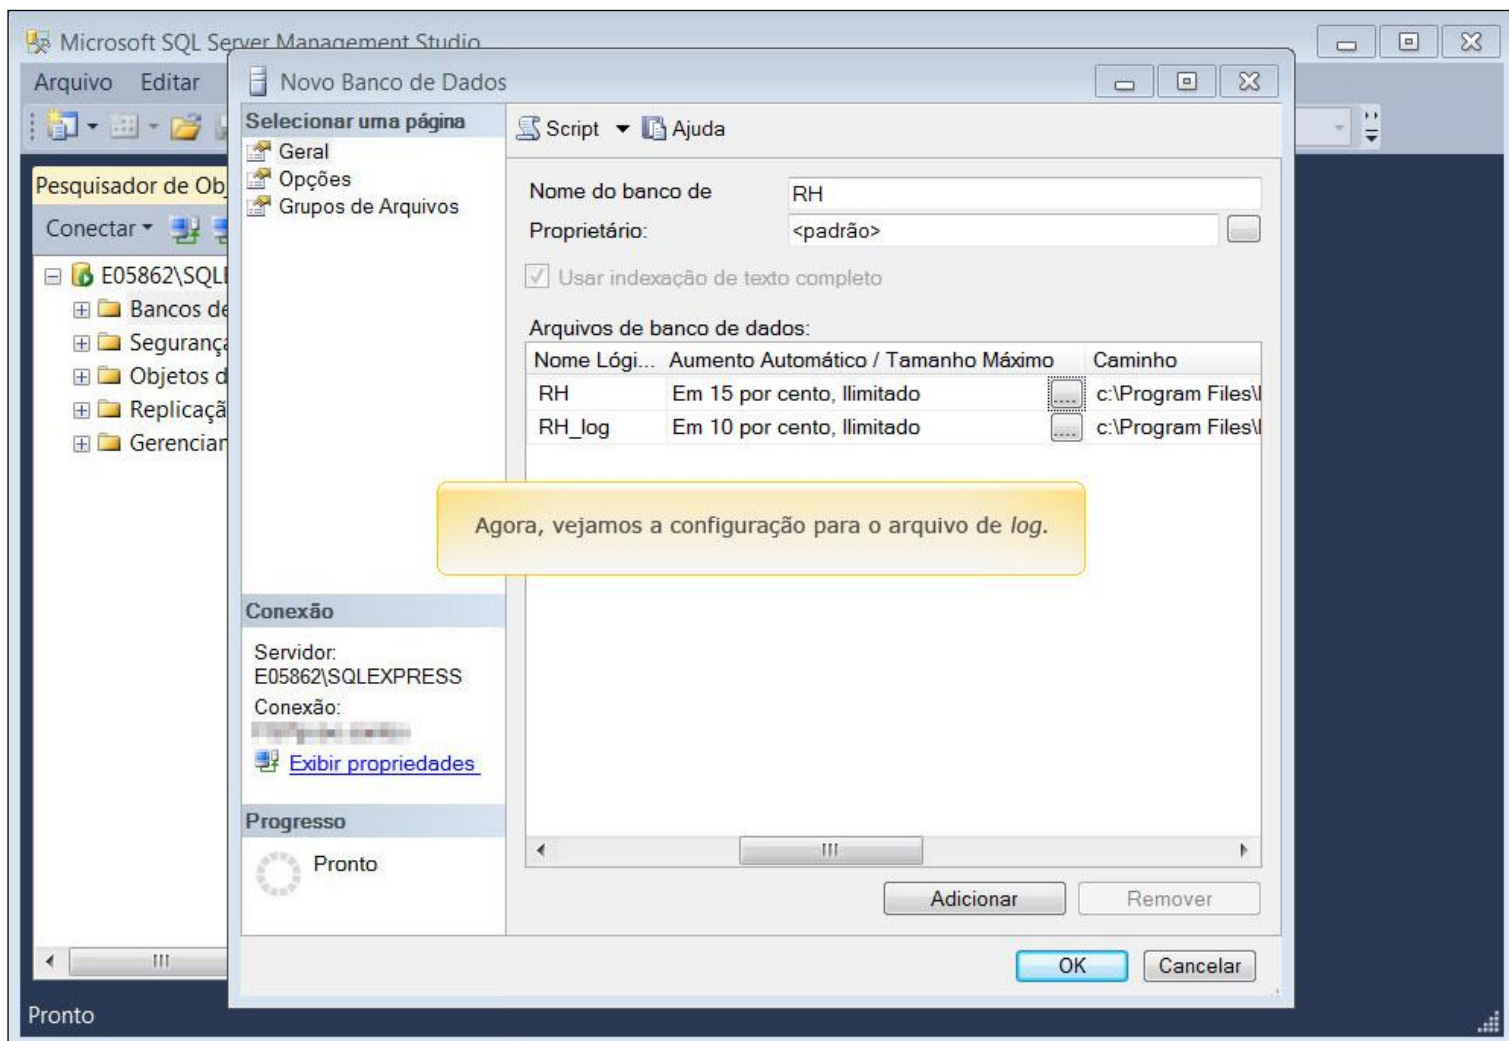 Microsoft SQL Server Management Studio
Arquivo Editar
Novo Banco de Dados
Selecionar uma página
Geral
Opções
Grupos de Arquivos
Script Ajuda
Pesquisador de Obj
Conectar
E05862\SQLE
Bancos de
Segurança
Objetos d
Replicaçã
Gerencian
Nome do banco de RH
Proprietário: <padrão>
Usar indexação de texto completo
Arquivos de banco de dados:
Nome Lógi... Aumento Automático / Tamanho Máximo Caminho
RH Em 15 por cento, Ilimitado .... c:\Program Files\
RH_log Em 10 por cento, Ilimitado .... c:\Program Files\
Agora, vejamos a configuração para o arquivo de log.
Conexão
Servidor:
E05862\SQLEXPRESS
Conexão:
Exibir propriedades
Progresso
Pronto
Adicionar Remover
OK Cancelar
Pronto